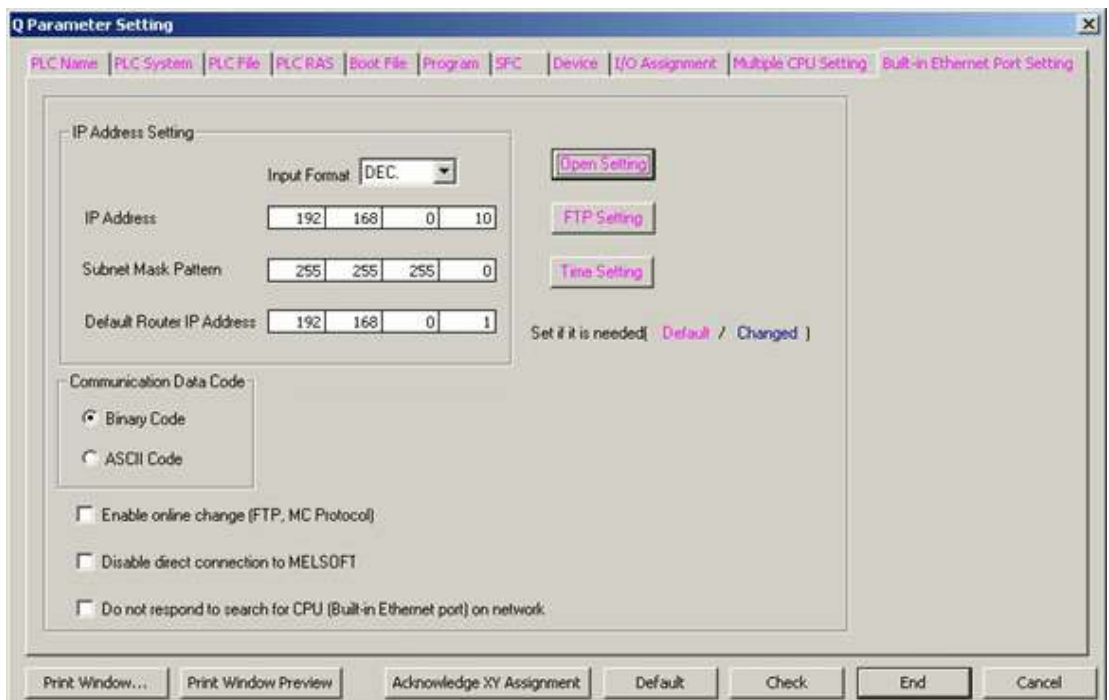 Q Parameter Setting
PLC Name PLC System PLC File PLC RAS Boot File Program SFC Device I/O Assignment Multiple CPU Setting Built-in Ethernet Port Setting
IP Address Setting
Input Format DEC.
Open Setting
IP Address 192 168 0 10
FTP Setting
Subnet Mask Pattern 255 255 255 0
Time Setting
Default Router IP Address 192 168 0 1
Set if it is needed( Default / Changed )
Communication Data Code
Binary Code
ASCII Code
Enable online change (FTP, MC Protocol)
Disable direct connection to MELSOFT
Do not respond to search for CPU (Built-in Ethernet port) on network
Print Window... Print Window Preview Acknowledge XY Assignment Default Check End Cancel